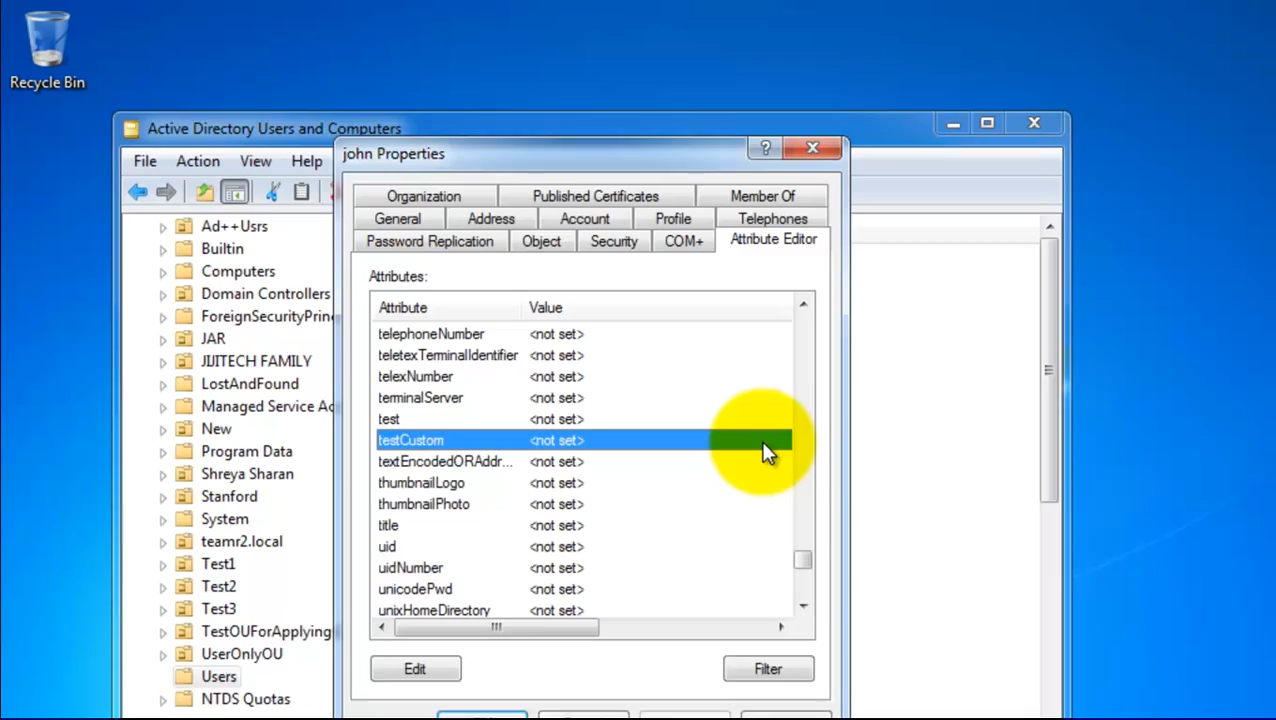 Recycle Bin
Active Directory Users and Computers
File Action View Help
Ad++Usrs
Builtin
Computers
Domain Controllers
ForeignSecurityPrinc
JAR
JIJITECH FAMILY
LostAndFound
Managed Service Ac
New
Program Data
Shreya Sharan
Stanford
System
teamr2.local
Test1
Test2
Test3
TestOUForApplying
UserOnlyOU
Users
NTDS Quotas
john Properties
?
Organization Published Certificates Member Of
General Address Account Profile Telephones
Password Replication Object Security COM+ Attribute Editor
Attributes:
Attribute Value
telephoneNumber <not set>
teletexTerminalIdentifier <not set>
telexNumber <not set>
terminalServer <not set>
test <not set>
testCustom <not set>
textEncodedORAddr... <not set>
thumbnailLogo <not set>
thumbnailPhoto <not set>
title <not set>
uid <not set>
uidNumber <not set>
unicodePwd <not set>
unixHomeDirectory <not set>
Edit Filter